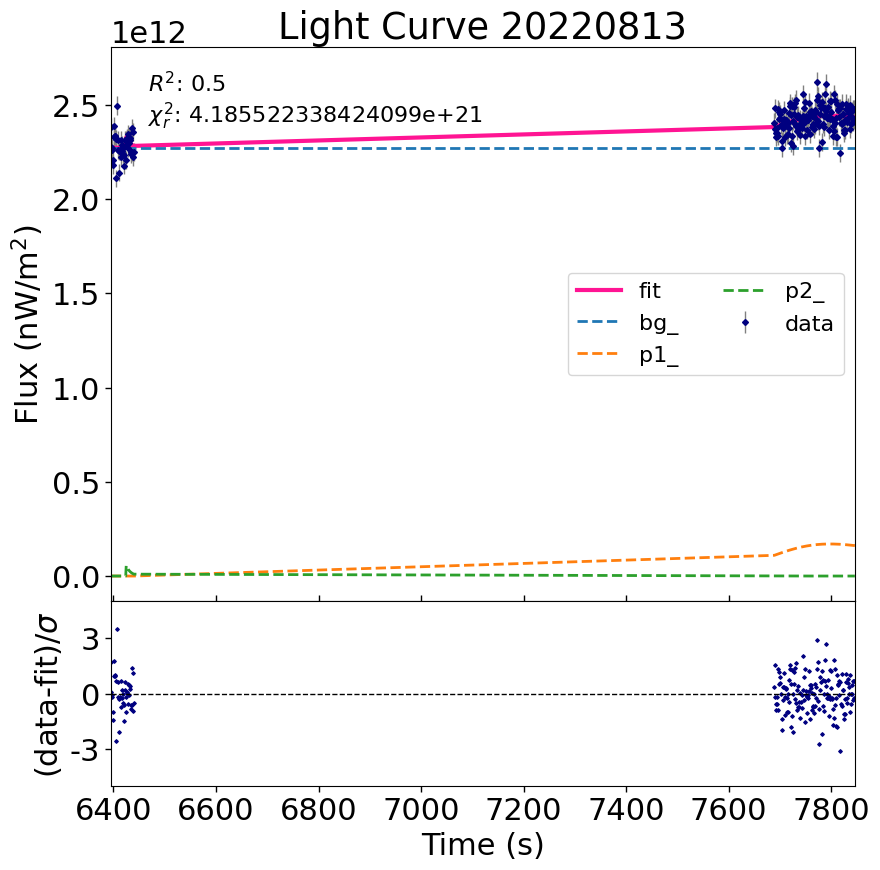 Light Curve 20220813
1e12
R²: 0.5
χ²ᵣ: 4.185522338424099e+21
2.5
2.0
1.5
1.0
0.5
0.0
Flux (nW/m²)
fit
bg_
p1_
p2_
data
3
0
-3
(data-fit)/σ
6400 6600 6800 7000 7200 7400 7600 7800
Time (s)